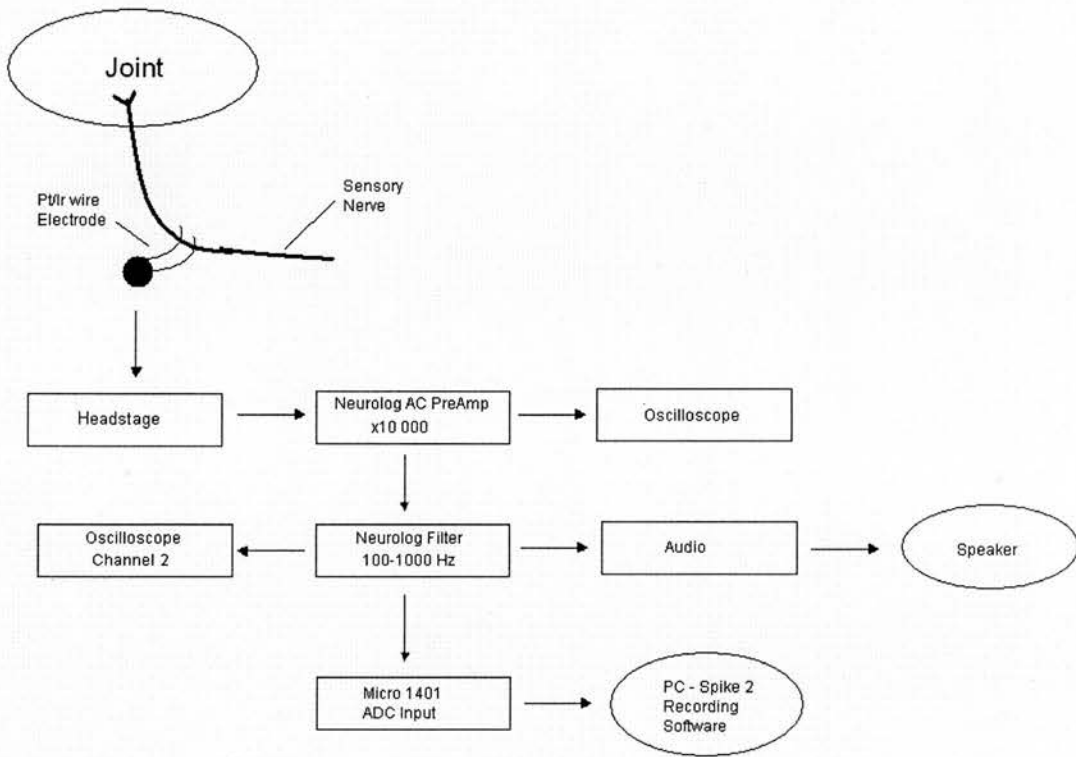 Joint
Pt/Ir wire
Electrode
Sensory
Nerve
Headstage
Neurolog AC PreAmp
x10 000
Oscilloscope
Oscilloscope
Channel 2
Neurolog Filter
100-1000 Hz
Audio
Speaker
Micro 1401
ADC Input
PC - Spike 2
Recording
Software